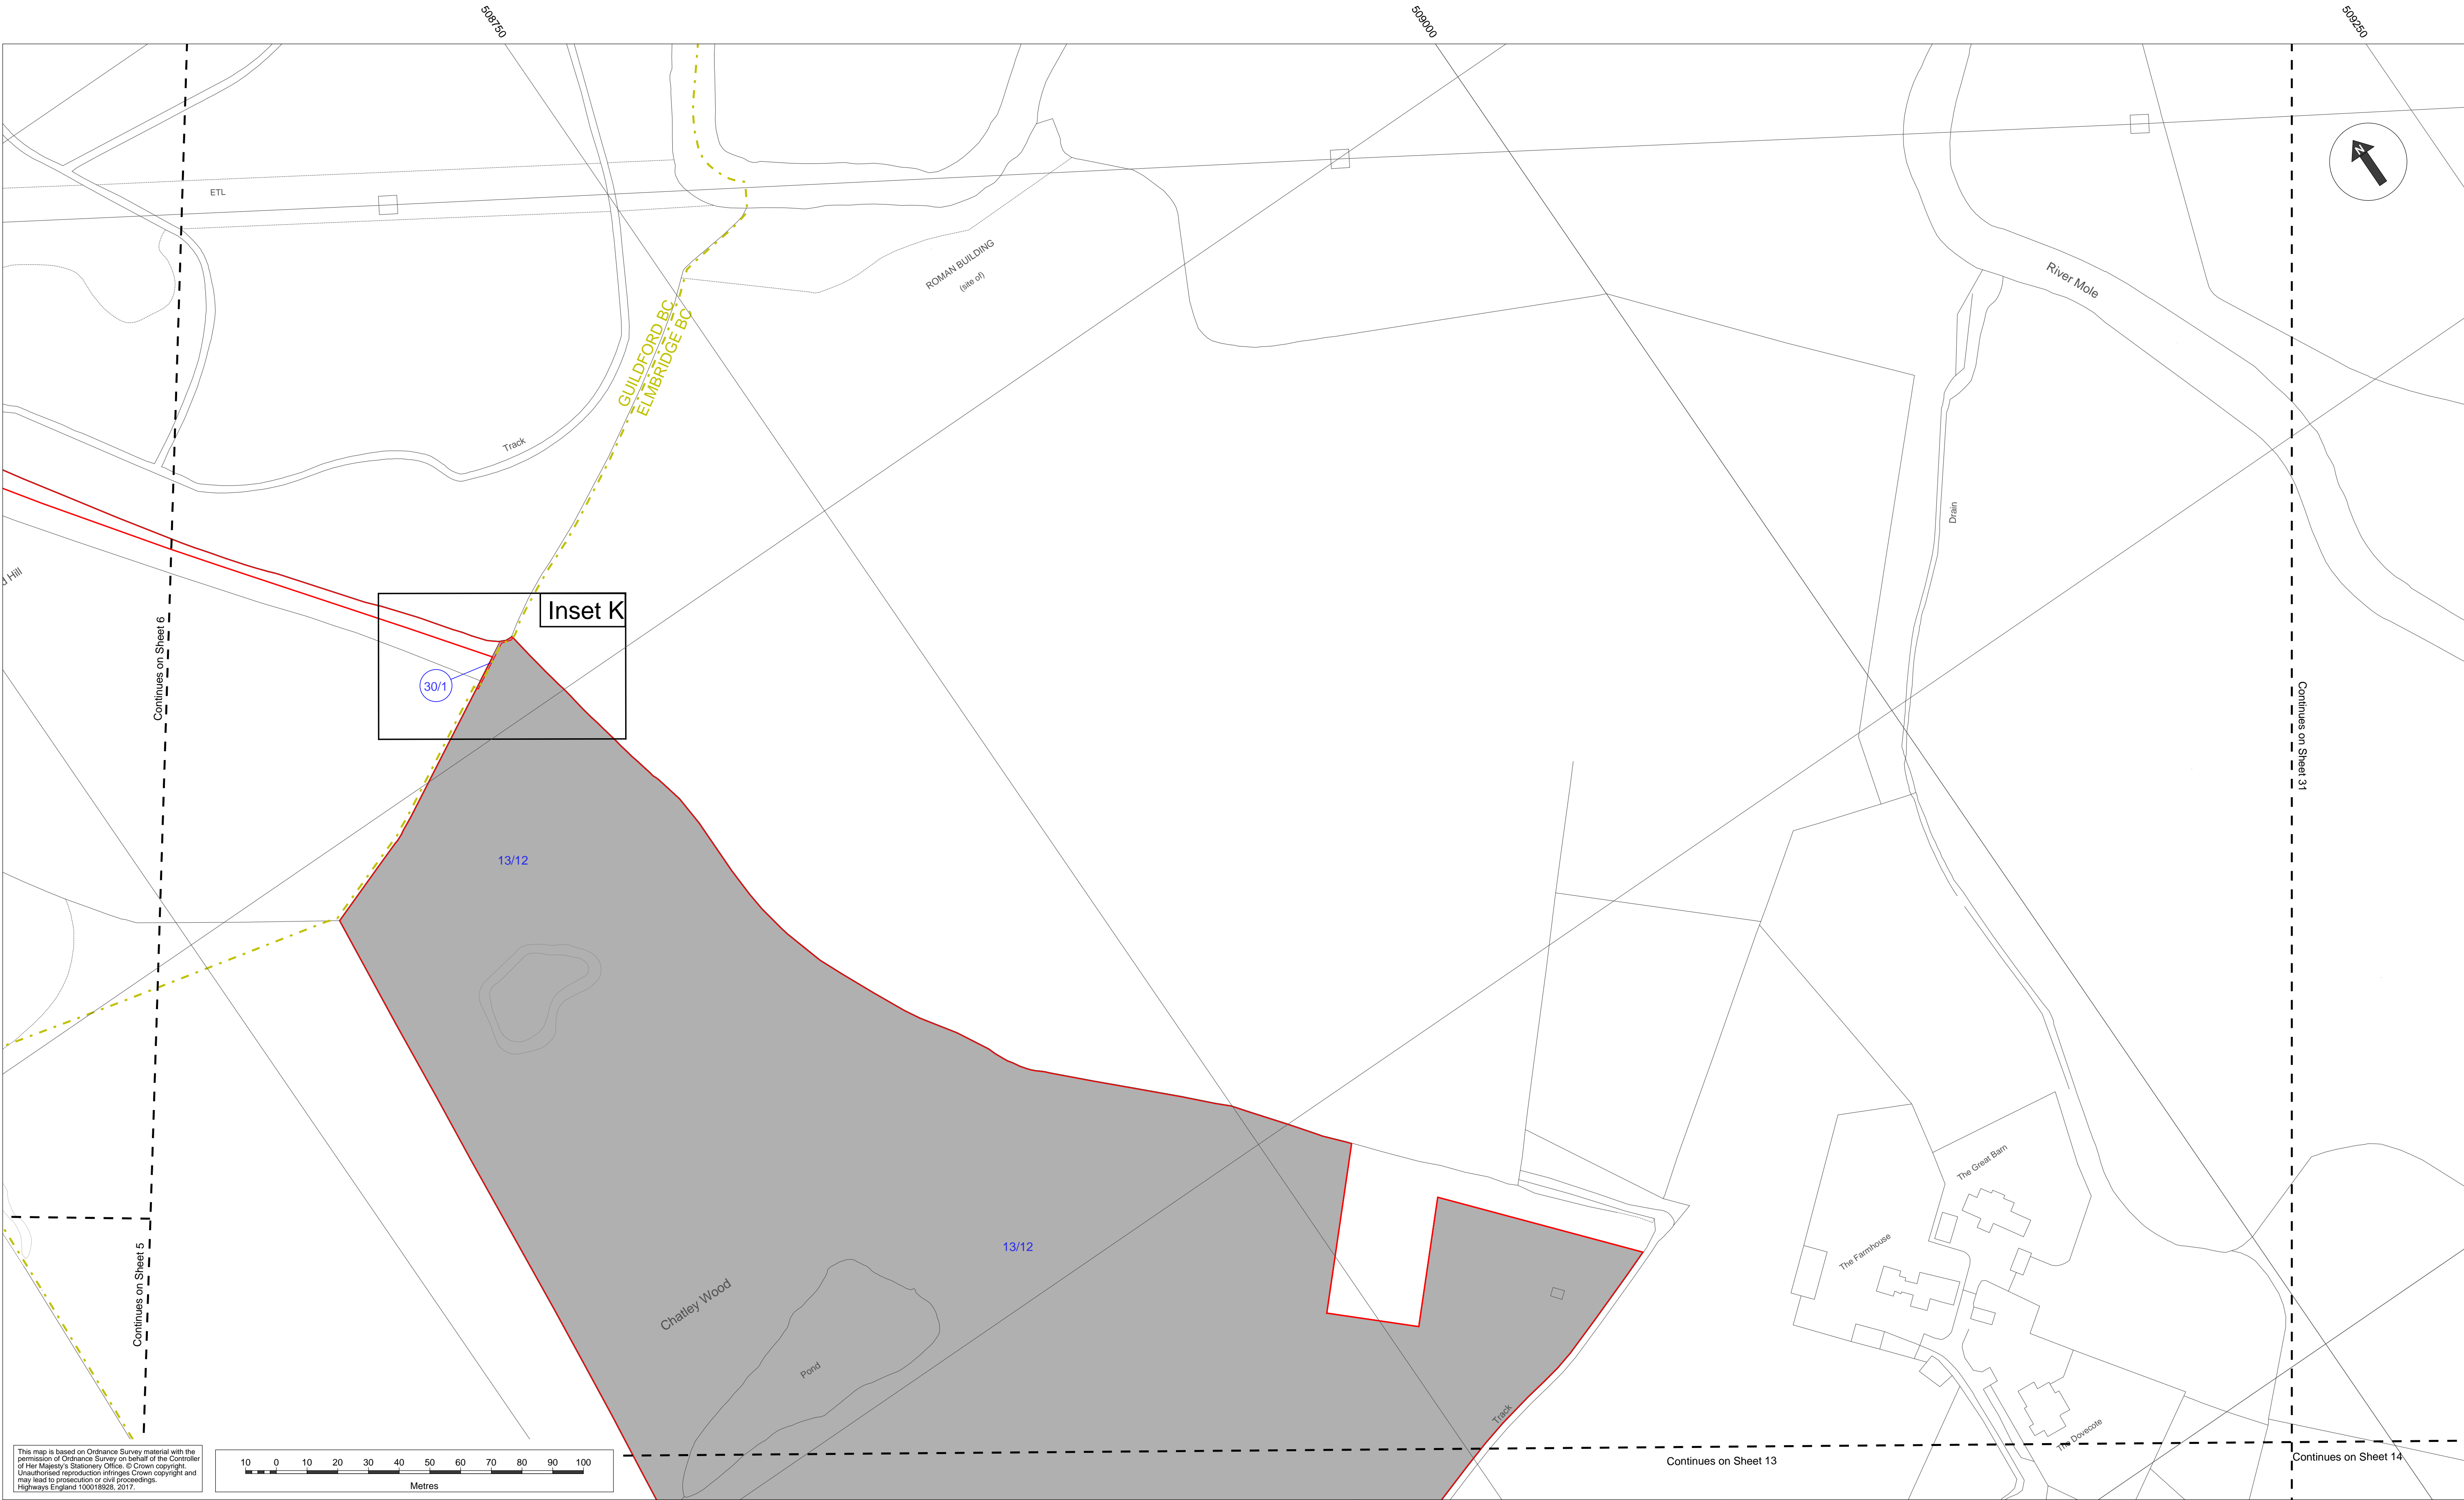 508750
509000
509250
N
ETL
ROMAN BUILDING
(site of)
River Mole
GUILDFORD BC
ELMBRIDGE BC
Track
Drain
Hill
Inset K
30/1
Continues on Sheet 6
Continues on Sheet 31
13/12
The Great Barn
The Farmhouse
13/12
Chatley Wood
Pond
Continues on Sheet 5
Track
The Dovecote
Continues on Sheet 13
Continues on Sheet 14
This map is based on Ordnance Survey material with the
permission of Ordnance Survey on behalf of the Controller
of Her Majesty's Stationery Office. © Crown copyright.
Unauthorised reproduction infringes Crown copyright and
may lead to prosecution or civil proceedings.
Highways England 100018928, 2017.
10 0 10 20 30 40 50 60 70 80 90 100
Metres